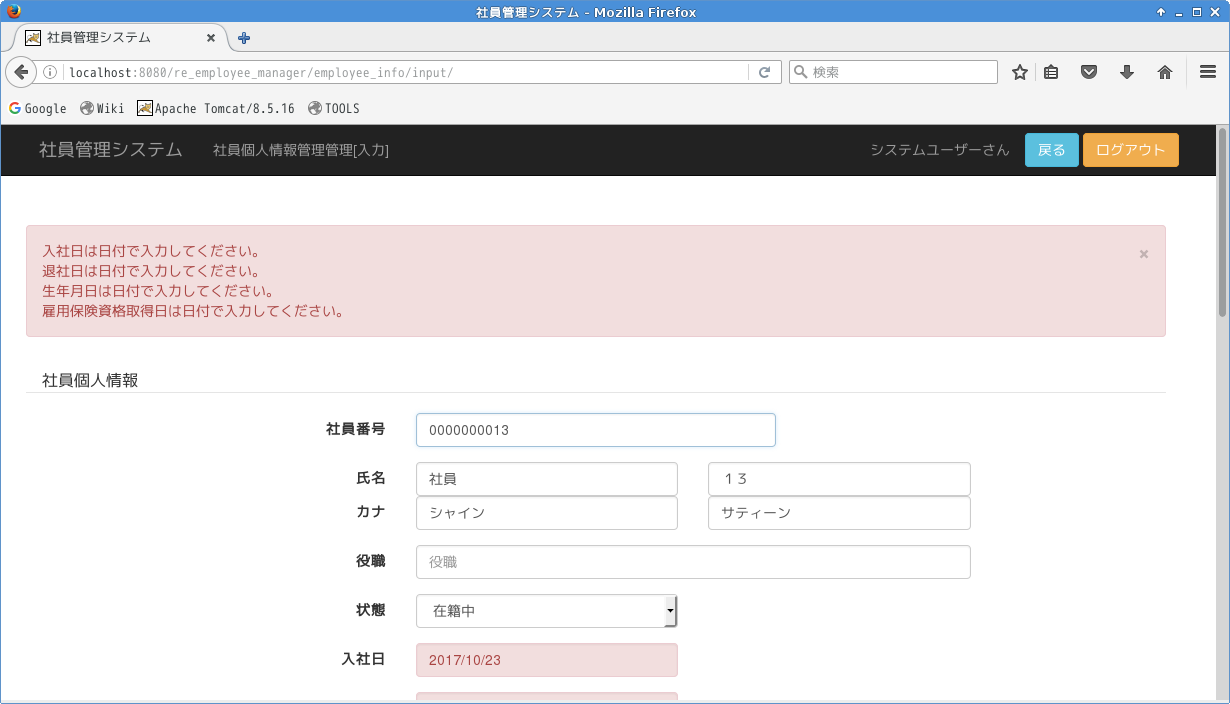 社員管理システム - Mozilla Firefox
社員管理システム
localhost:8080/re_employee_manager/employee_info/input/
検索
Google Wiki Apache Tomcat/8.5.16 TOOLS
社員管理システム 社員個人情報管理管理[入力] システムユーザーさん 戻る ログアウト
入社日は日付で入力してください。
退社日は日付で入力してください。
生年月日は日付で入力してください。
雇用保険資格取得日は日付で入力してください。
社員個人情報
社員番号 0000000013
氏名 社員 １３
カナ シャイン サティーン
役職 役職
状態 在籍中
入社日 2017/10/23